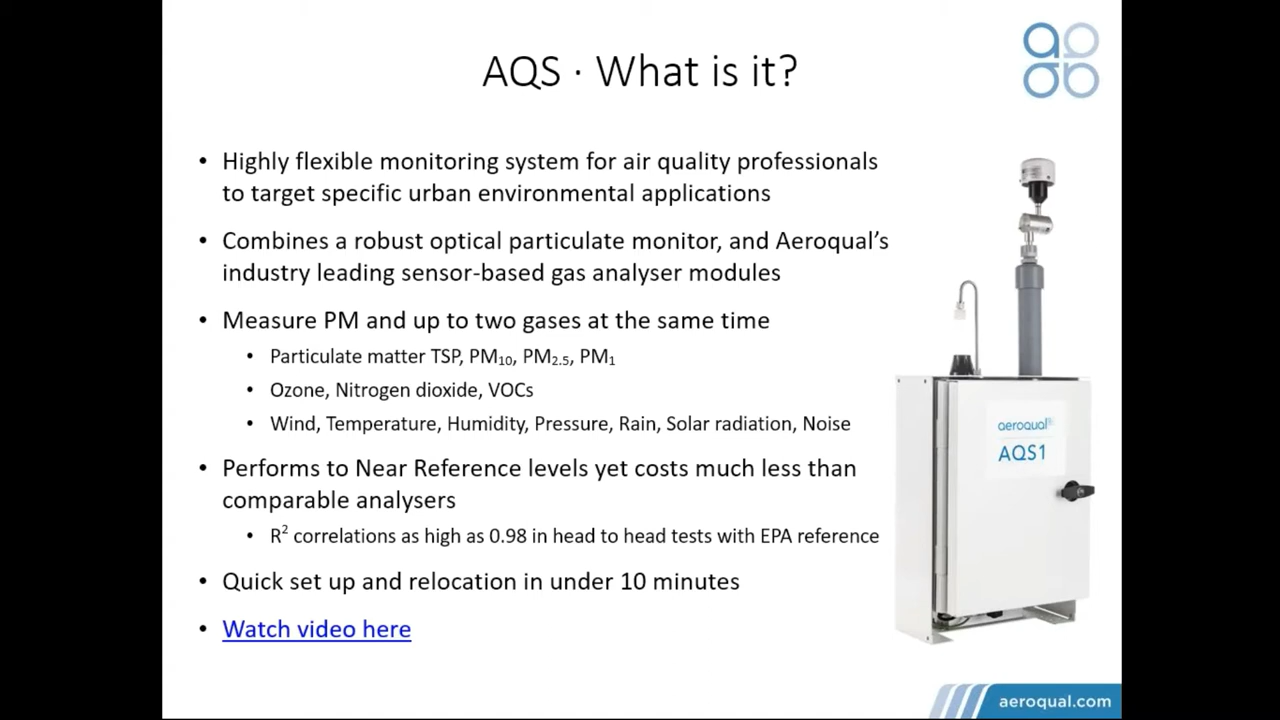 AQS · What is it?
• Highly flexible monitoring system for air quality professionals
to target specific urban environmental applications
• Combines a robust optical particulate monitor, and Aeroqual’s
industry leading sensor-based gas analyser modules
• Measure PM and up to two gases at the same time
• Particulate matter TSP, PM₁₀, PM₂.₅, PM₁
• Ozone, Nitrogen dioxide, VOCs
• Wind, Temperature, Humidity, Pressure, Rain, Solar radiation, Noise
• Performs to Near Reference levels yet costs much less than
comparable analysers
• R² correlations as high as 0.98 in head to head tests with EPA reference
• Quick set up and relocation in under 10 minutes
• Watch video here
aeroqual
AQS1
aeroqual.com